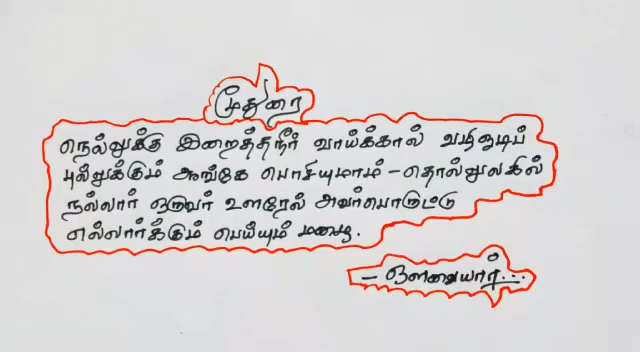 மூதுரை
நெல்லுக்கு இறைத்தநீர் வாய்க்கால் வழிஓடிப்
புல்லுக்கும் ஆங்கே பொசியுமாம் - தொல்லுலகில்
நல்லார் ஒருவர் உளரேல் அவர்பொருட்டு
எல்லார்க்கும் பெய்யும் மழை.
- ஔவையார்...